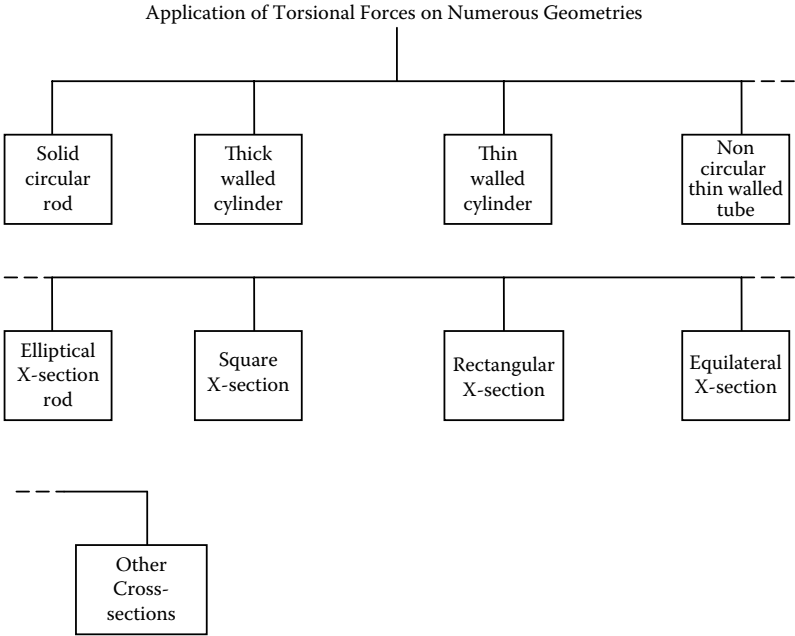 Application of Torsional Forces on Numerous Geometries
Solid
circular
rod
Thick
walled
cylinder
Thin
walled
cylinder
Non
circular
thin walled
tube
Elliptical
X-section
rod
Square
X-section
Rectangular
X-section
Equilateral
X-section
Other
Cross-
sections